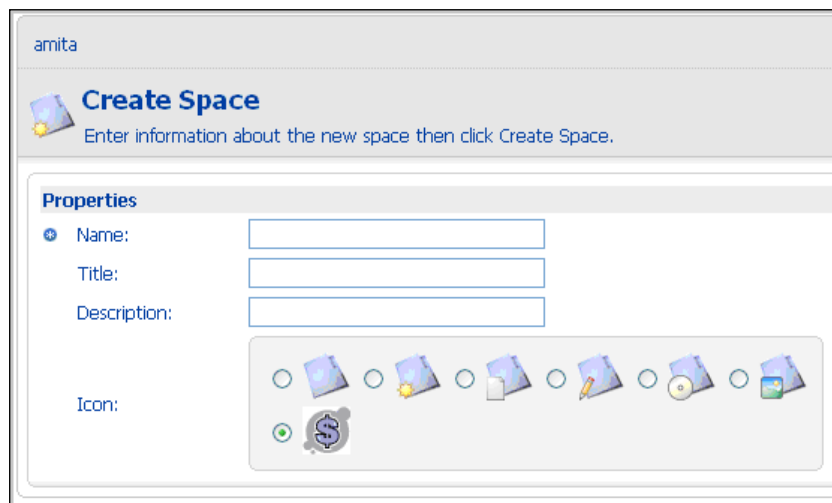 amita
Create Space
Enter information about the new space then click Create Space.
Properties
Name:
Title:
Description:
Icon:
$